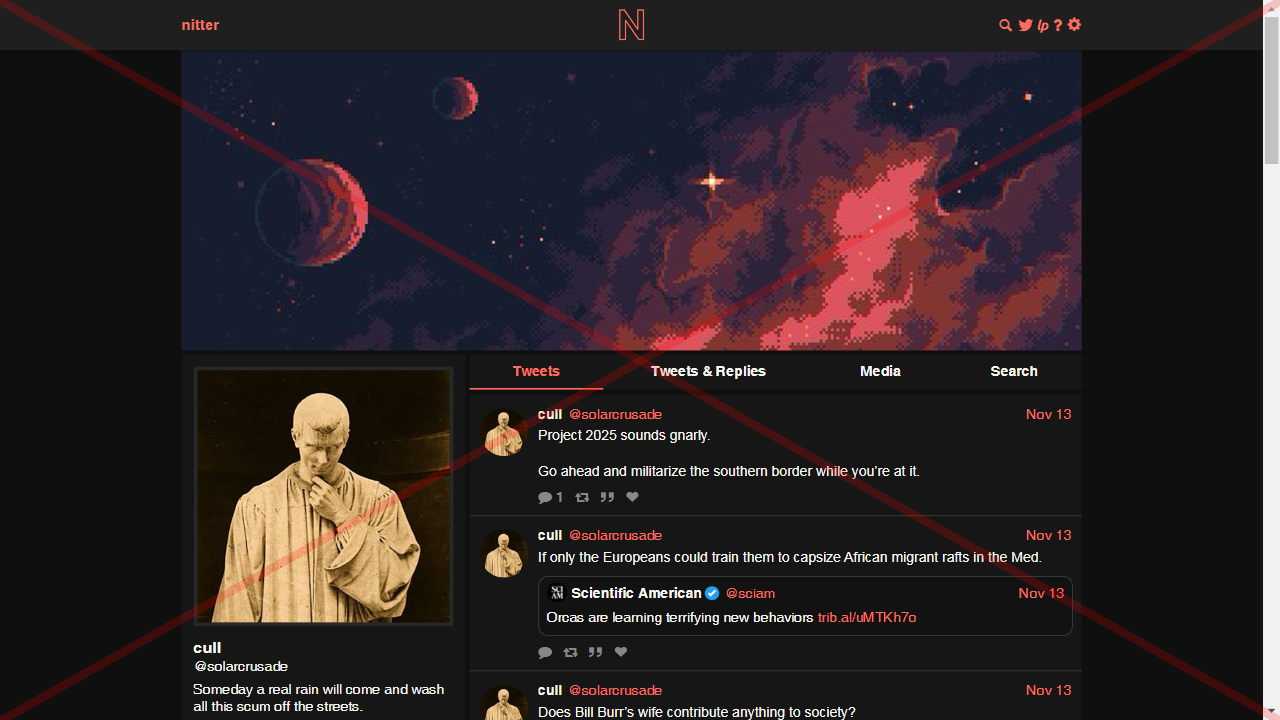 nitter
N
lp ?
Tweets
Tweets & Replies
Media
Search
cull @solarcrusade Nov 13
Project 2025 sounds gnarly.
Go ahead and militarize the southern border while you're at it.
1
cull @solarcrusade Nov 13
If only the Europeans could train them to capsize African migrant rafts in the Med.
SCI
AM
Scientific American @sciam Nov 13
Orcas are learning terrifying new behaviors trib.al/uMTKh7o
cull
@solarcrusade
Someday a real rain will come and wash
all this scum off the streets.
cull @solarcrusade Nov 13
Does Bill Burr's wife contribute anything to society?